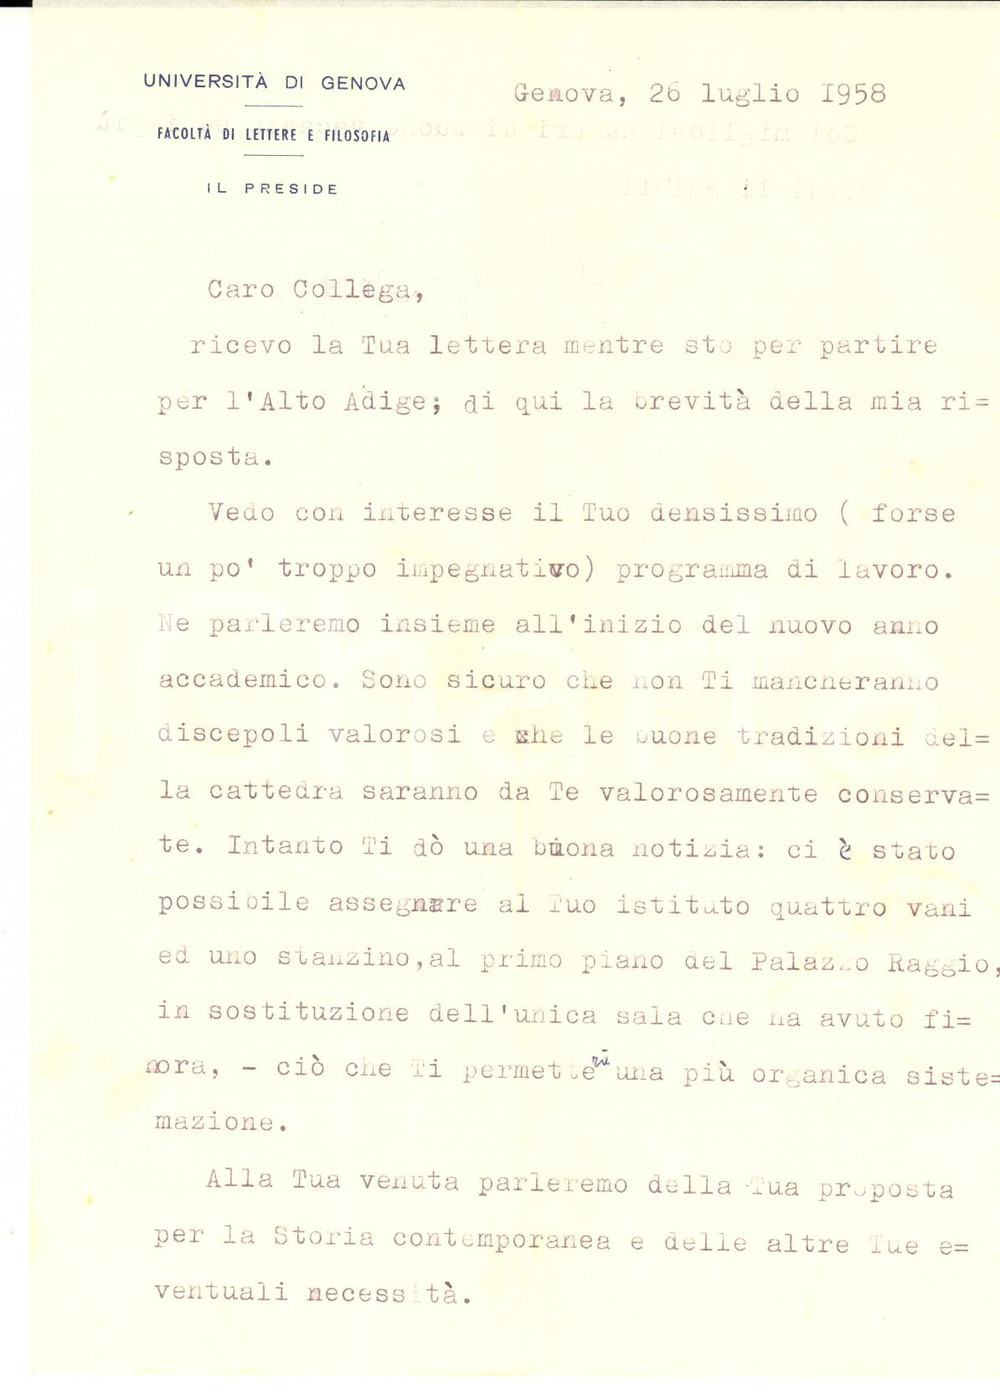 UNIVERSITÀ DI GENOVA
FACOLTÀ DI LETTERE E FILOSOFIA
IL PRESIDE
Genova, 26 luglio 1958
Caro Collega,
ricevo la Tua lettera mentre sto per partire
per l'Alto Adige; di qui la brevità della mia ri=
sposta.
Vedo con interesse il Tuo densissimo ( forse
un po' troppo impegnativo) programma di lavoro.
Ne parleremo insieme all'inizio del nuovo anno
accademico. Sono sicuro che non Ti mancheranno
discepoli valorosi e che le buone tradizioni del=
la cattedra saranno da Te valorosamente conserva=
te. Intanto Ti dò una buona notizia: ci è stato
possibile assegnare al Tuo istituto quattro vani
ed uno stanzino,al primo piano del Palazzo Raggio,
in sostituzione dell'unica sala che ha avuto fi=
nora, - ciò che Ti permetterà una più organica siste=
mazione.
Alla Tua venuta parleremo della Tua proposta
per la Storia contemporanea e delle altre Tue e=
ventuali necessità.